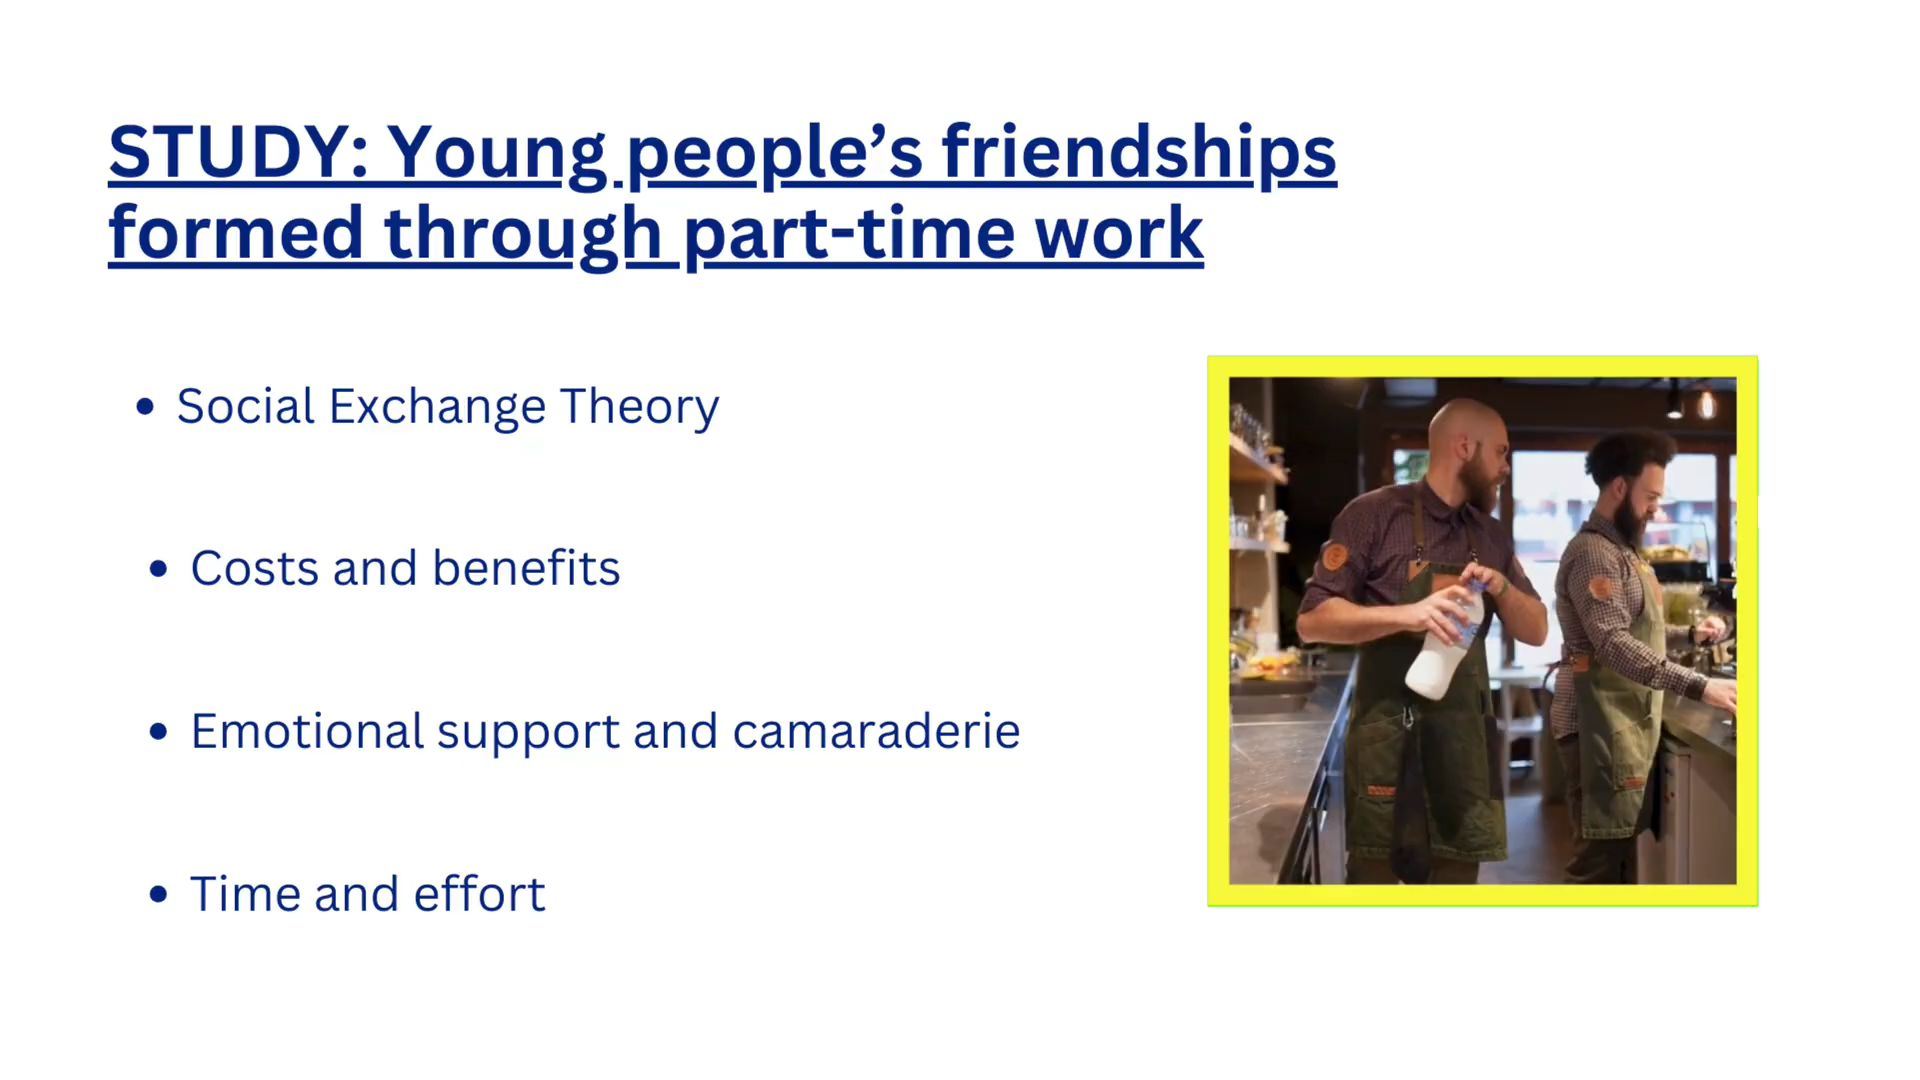 STUDY: Young people’s friendships
formed through part-time work
• Social Exchange Theory
• Costs and benefits
• Emotional support and camaraderie
• Time and effort